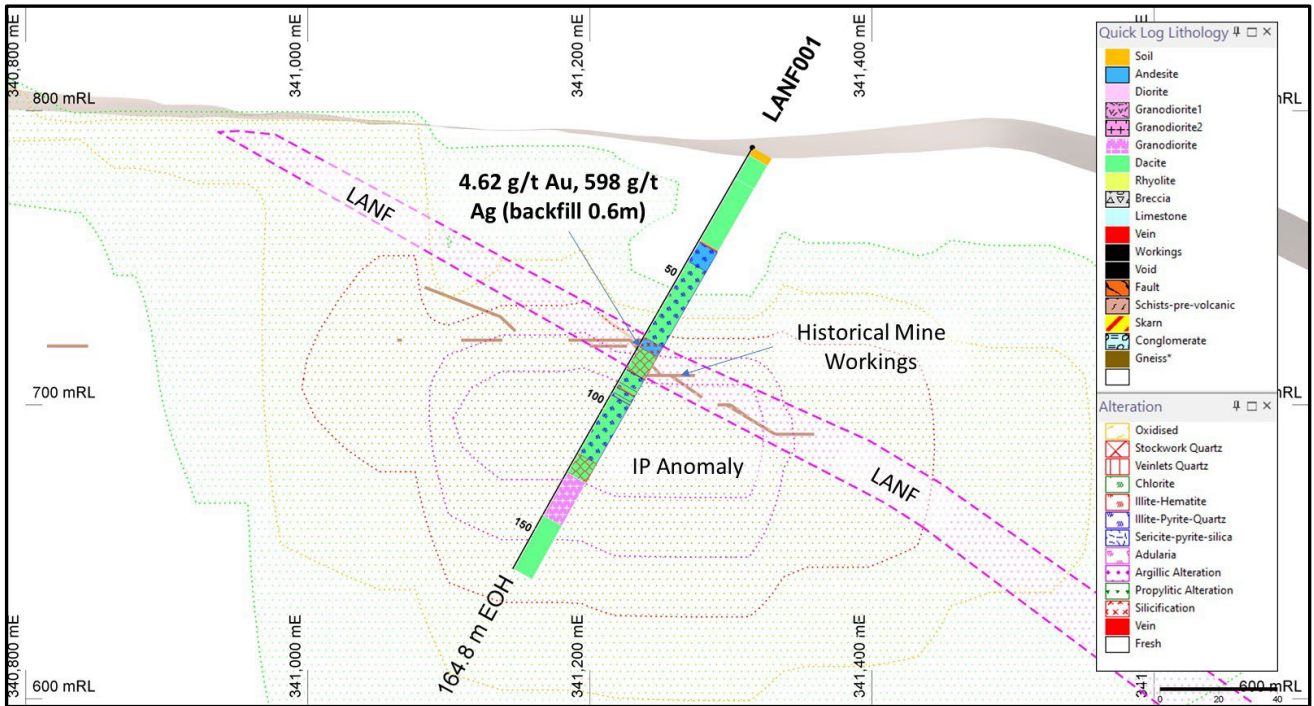 340,800 mE
341,000 mE
341,200 mE
341,400 mE
LANF001
800 mRL
mRL
4.62 g/t Au, 598 g/t
Ag (backfill 0.6m)
LANF
50
Historical Mine
Workings
700 mRL
RL
100
IP Anomaly
LANF
150
164.8 m EOH
340,800 mE
341,000 mE
341,200 mE
341,400 mE
600 mRL
600 mRL
0 20 40
Quick Log Lithology
Soil
Andesite
Diorite
Granodiorite1
Granodiorite2
Granodiorite
Dacite
Rhyolite
Breccia
Limestone
Vein
Workings
Void
Fault
Schists-pre-volcanic
Skarn
Conglomerate
Gneiss*
Alteration
Oxidised
Stockwork Quartz
Veinlets Quartz
Chlorite
Illite-Hematite
Illite-Pyrite-Quartz
Sericite-pyrite-silica
Adularia
Argillic Alteration
Propylitic Alteration
Silicification
Vein
Fresh